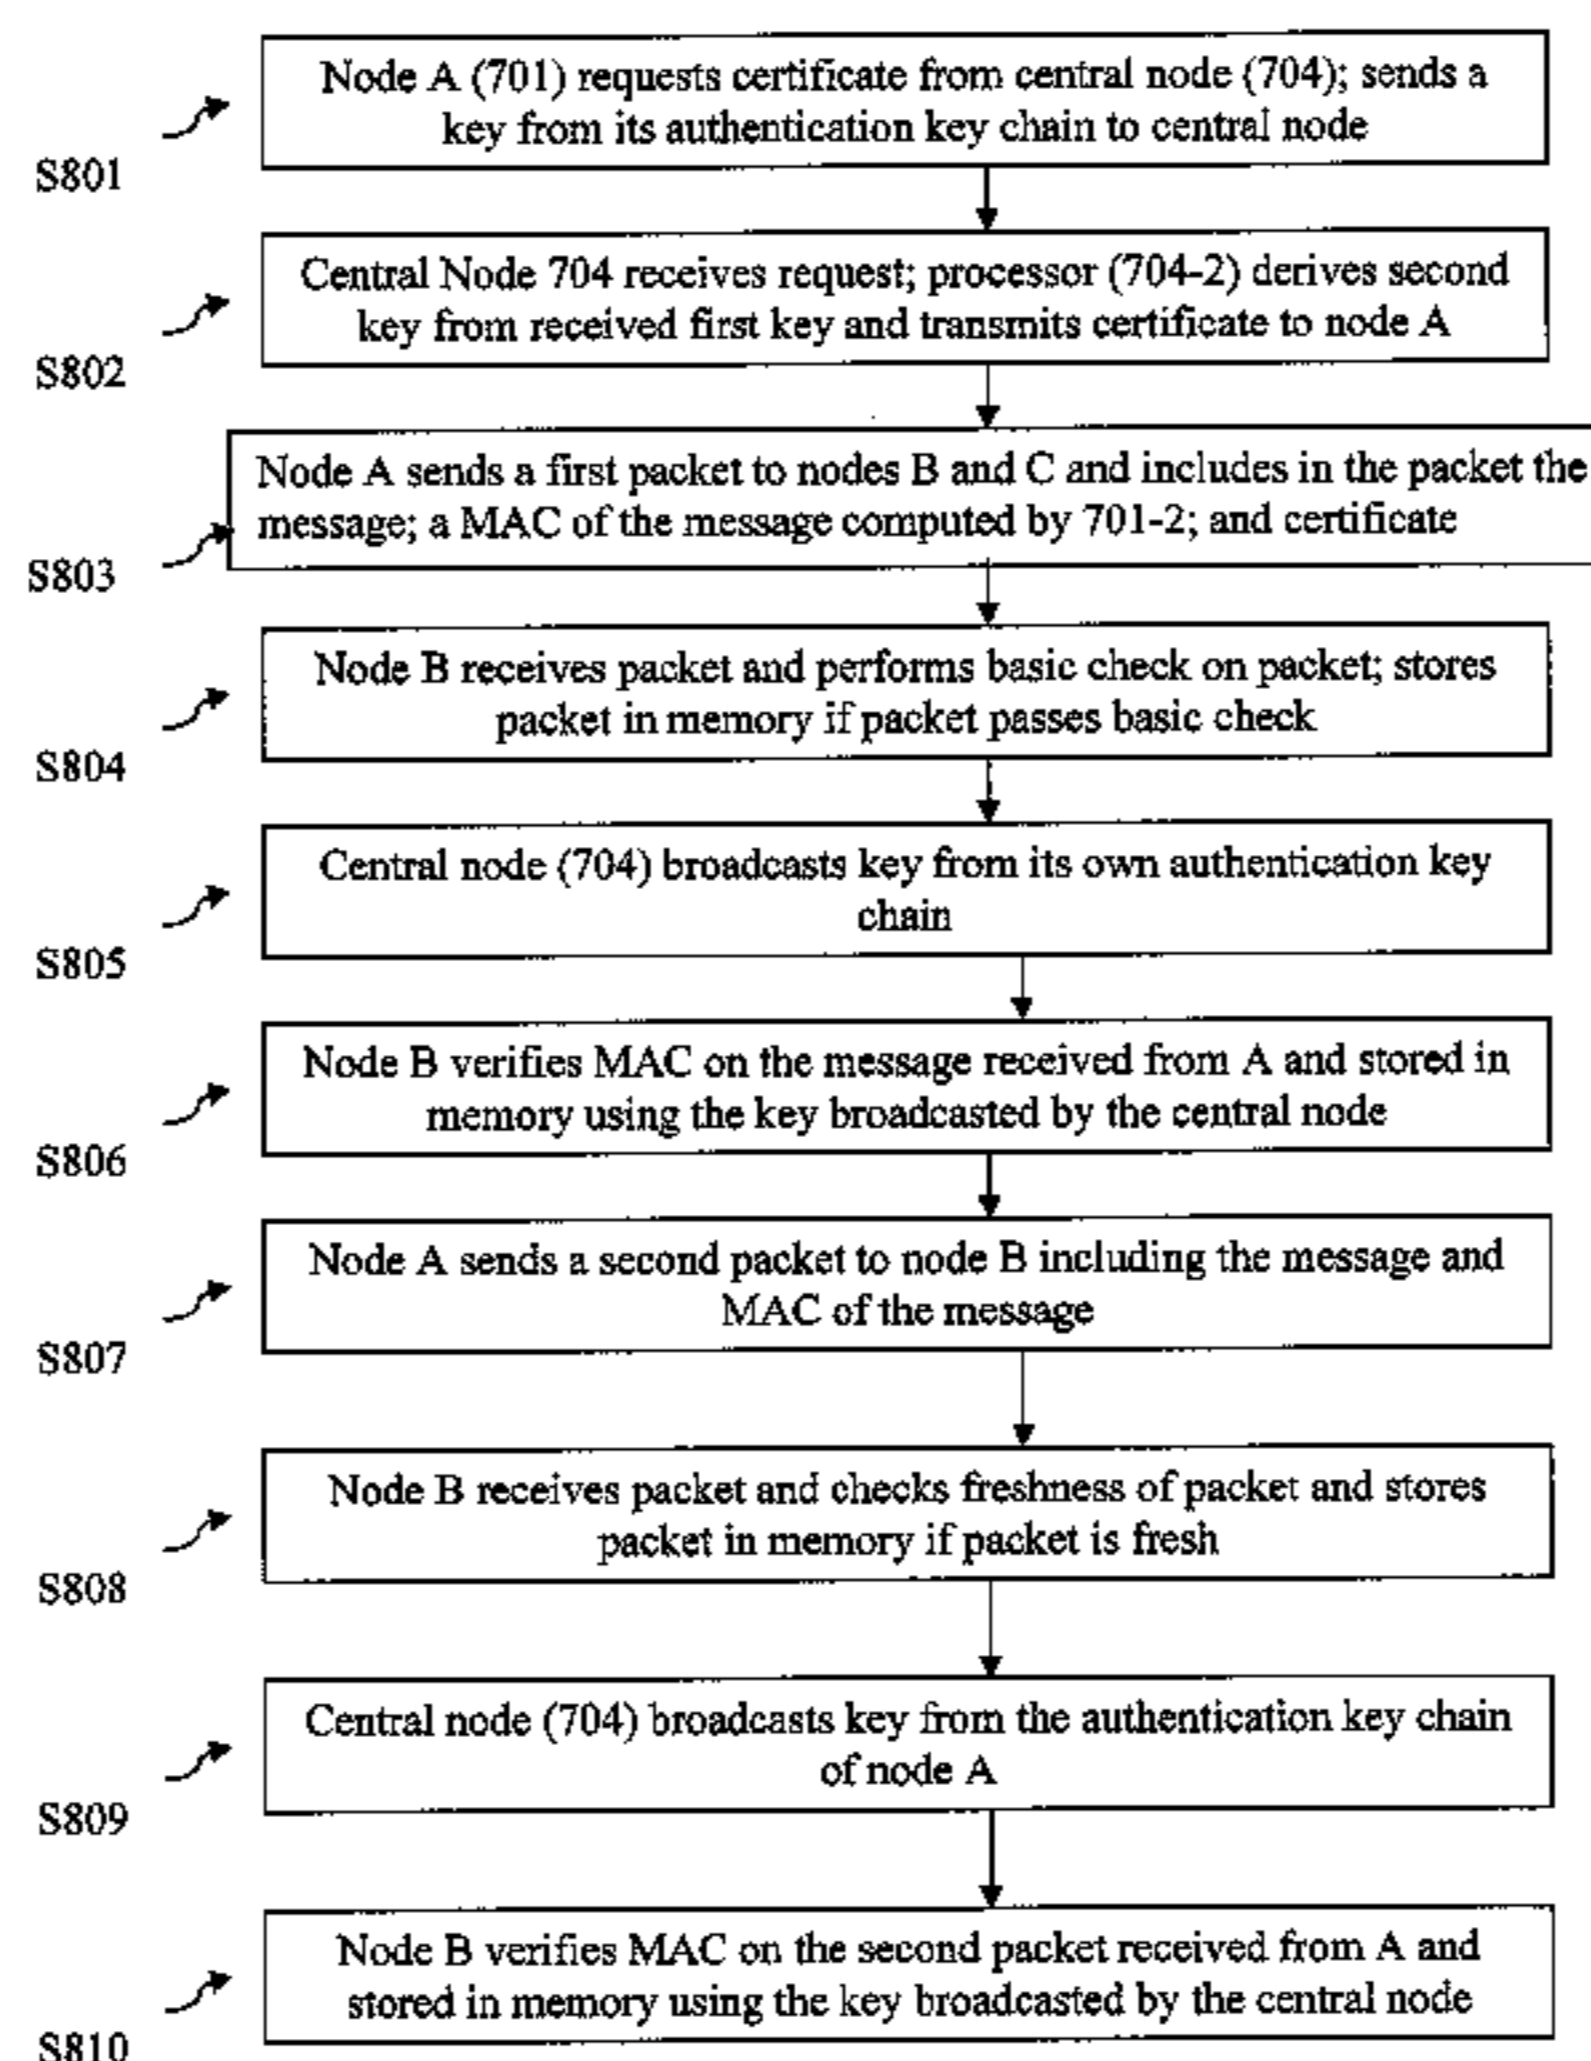 Node A (701) requests certificate from central node (704); sends a
key from its authentication key chain to central node
S801
Central Node 704 receives request; processor (704-2) derives second
key from received first key and transmits certificate to node A
S802
Node A sends a first packet to nodes B and C and includes in the packet the
message; a MAC of the message computed by 701-2; and certificate
S803
Node B receives packet and performs basic check on packet; stores
packet in memory if packet passes basic check
S804
Central node (704) broadcasts key from its own authentication key
chain
S805
Node B verifies MAC on the message received from A and stored in
memory using the key broadcasted by the central node
S806
Node A sends a second packet to node B including the message and
MAC of the message
S807
Node B receives packet and checks freshness of packet and stores
packet in memory if packet is fresh
S808
Central node (704) broadcasts key from the authentication key chain
of node A
S809
Node B verifies MAC on the second packet received from A and
stored in memory using the key broadcasted by the central node
S810